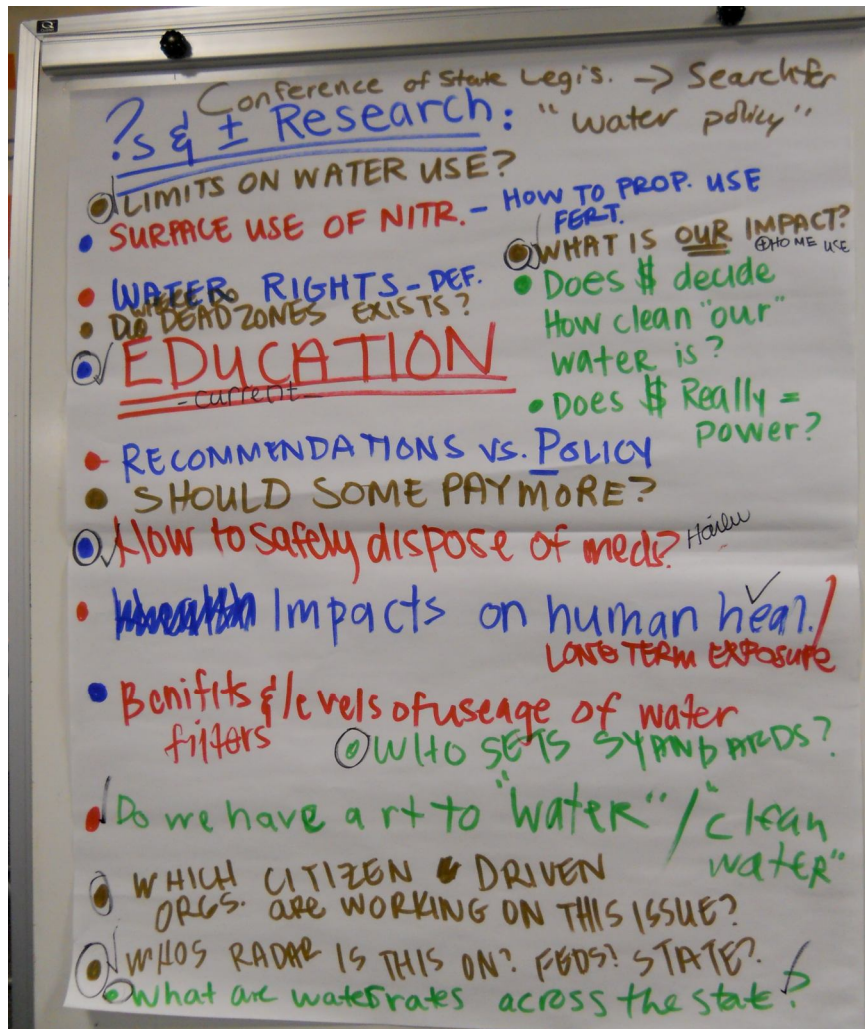 Conference of State Legis. -> Search for
?s & ± Research: "water policy"
LIMITS ON WATER USE?
SURFACE USE OF NITR. - HOW TO PROP. USE
FERT.
WHAT IS OUR IMPACT?
⊕HOME USE
WATER RIGHTS - DEF.
WHERE DO
DO DEAD ZONES EXISTS?
Does $ decide
How clean "our"
water is?
EDUCATION
- current -
Does $ Really =
power?
RECOMMENDATIONS VS. POLICY
SHOULD SOME PAY MORE?
How to safely dispose of meds?
Impacts on human heal. /
LONG TERM EXPOSURE
Benifits & levels of useage of water
filters
WHO SETS SYANDARDS?
Do we have a rt to "water" / "clean
water"
WHICH CITIZEN DRIVEN
ORGS. are WORKING ON THIS ISSUE?
WHOS RADAR IS THIS ON? FEDS? STATE?
What are water rates across the state?